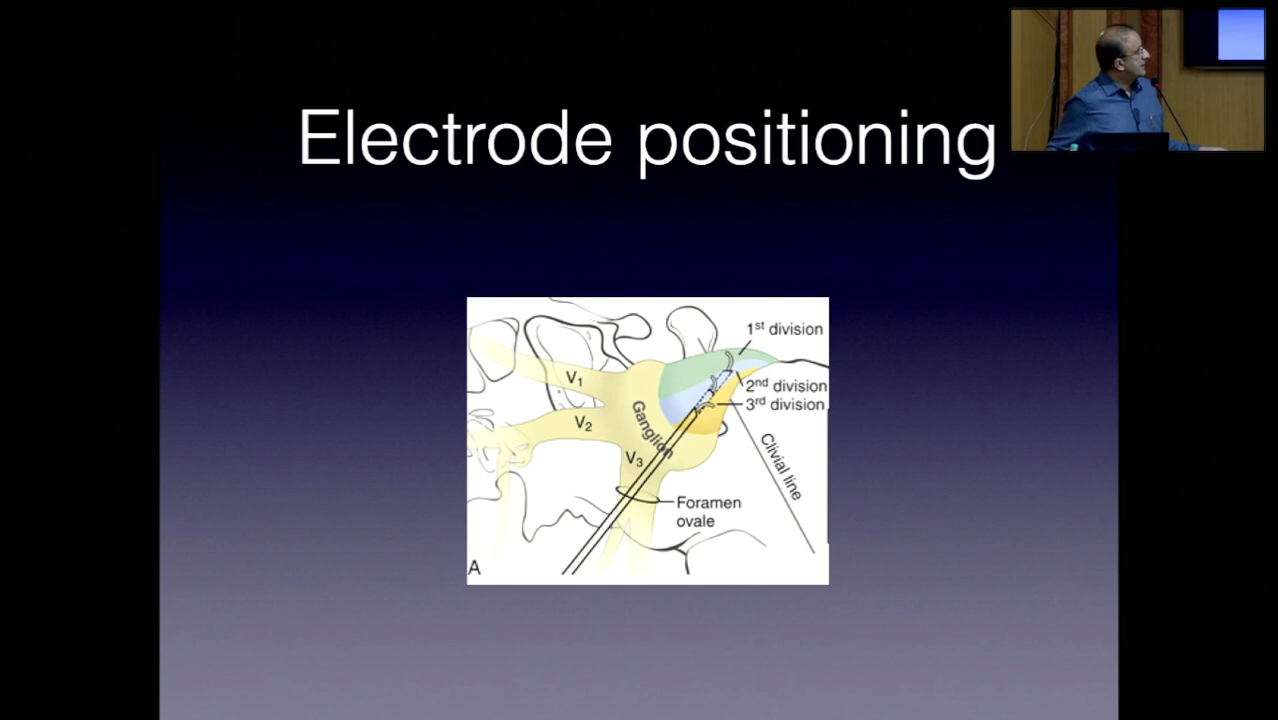 Electrode positioning
1st division
V1
2nd division
3rd division
Ganglion
V2
V3
Clivial line
Foramen
ovale
A